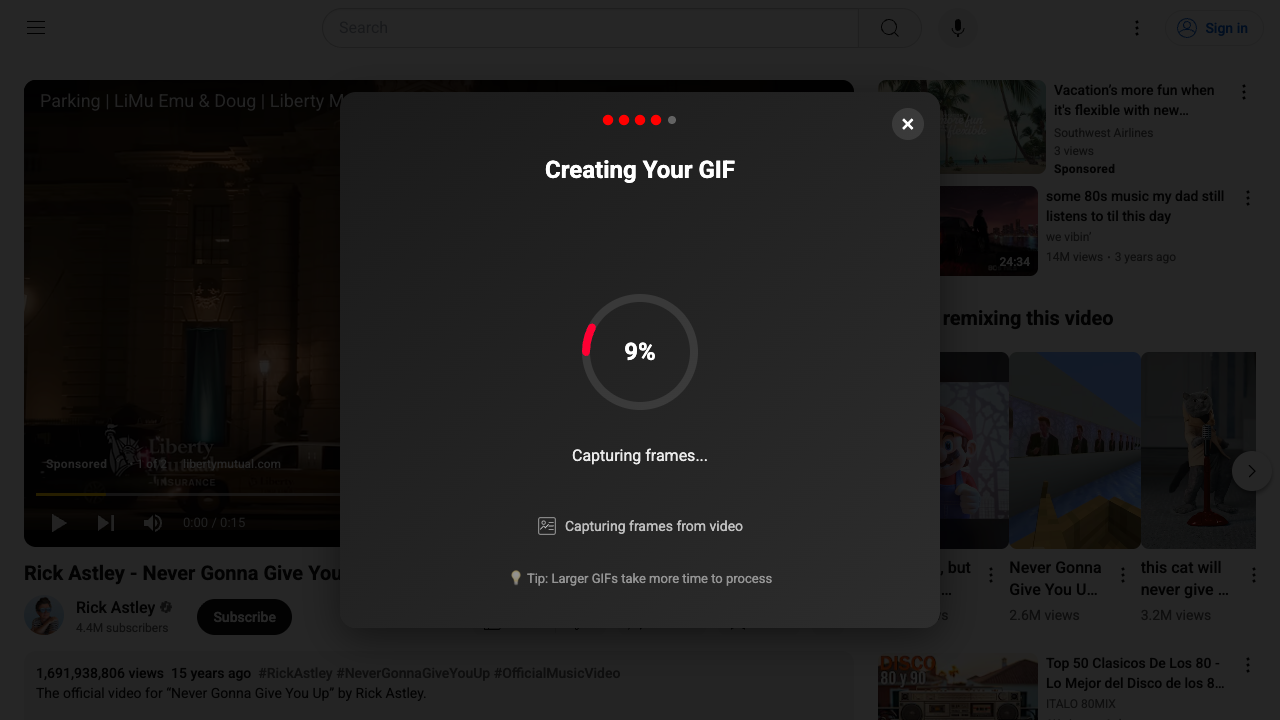 Search
Sign in
Parking | LiMu Emu & Doug | Liberty M
Creating Your GIF
9%
Capturing frames...
Capturing frames from video
Tip: Larger GIFs take more time to process
Liberty
Mutual
INSURANCE
Sponsored · 1 of 2 · libertymutual.com
0:00 / 0:15
Rick Astley - Never Gonna Give You
Rick Astley
4.4M subscribers
Subscribe
1,691,938,806 views 15 years ago #RickAstley #NeverGonnaGiveYouUp #OfficialMusicVideo
The official video for “Never Gonna Give You Up” by Rick Astley.
Vacation's more fun when
it's flexible with new…
Southwest Airlines
3 views
Sponsored
24:34
some 80s music my dad still
listens to til this day
we vibin'
14M views • 3 years ago
remixing this video
, but
…
s
Never Gonna
Give You U…
2.6M views
this cat will
never give …
3.2M views
DISCO
80 y 90
Top 50 Clasicos De Los 80 -
Lo Mejor del Disco de los 8…
ITALO 80MIX